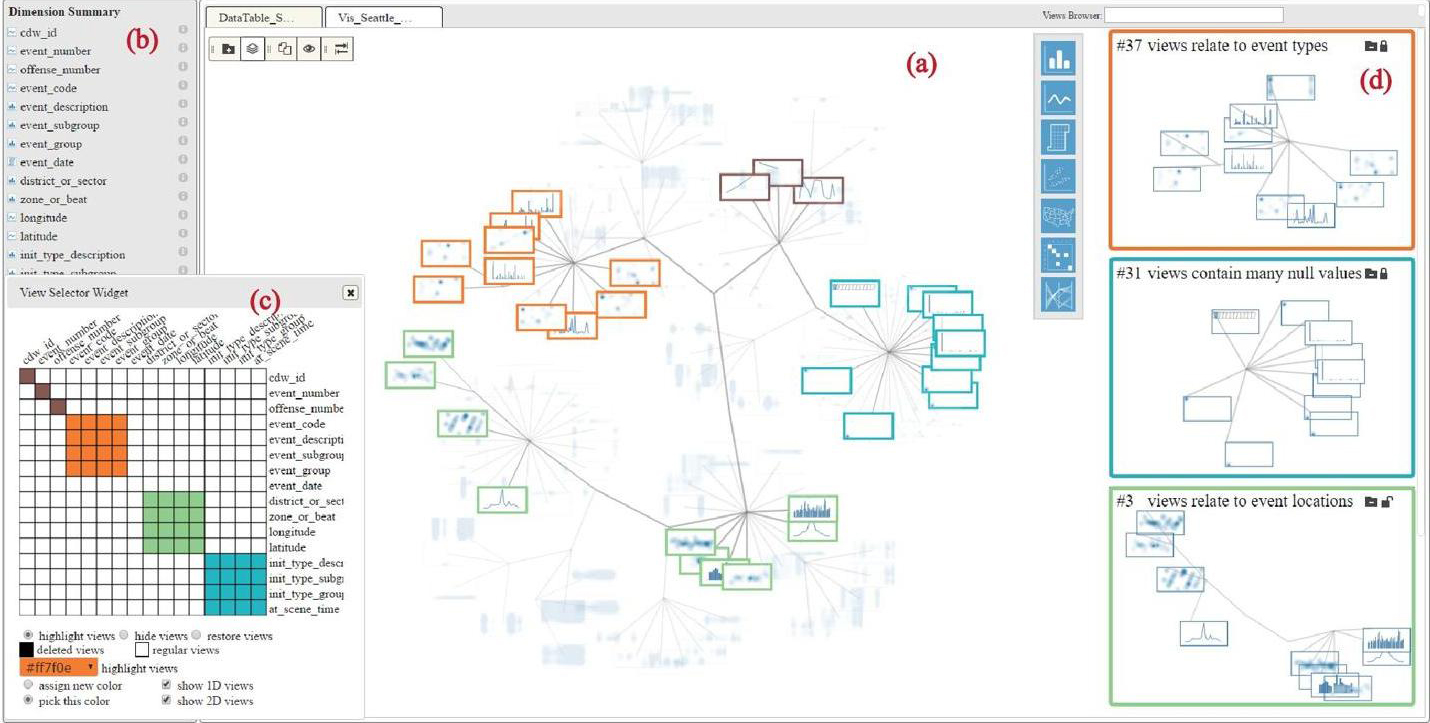 Dimension Summary
cdw_id
event_number
offense_number
event_code
event_description
event_subgroup
event_group
event_date
district_or_sector
zone_or_beat
longitude
latitude
init_type_description
init_type_subgroup
(b)
DataTable_S...
Vis_Seattle_...
Views Browser:
(a)
#37 views relate to event types
(d)
#31 views contain many null values
#3 views relate to event locations
View Selector Widget
(c)
cdw_id
event_number
offense_number
event_code
event_description
event_subgroup
event_group
event_date
district_or_sector
zone_or_beat
longitude
latitude
init_type_descrip
init_type_subgro
init_type_group
at_scene_time
cdw_id
event_number
offense_numbe
event_code
event_descripti
event_subgrou
event_group
event_date
district_or_sect
zone_or_beat
longitude
latitude
init_type_descr
init_type_subg
init_type_grou
at_scene_time
highlight views hide views restore views
deleted views regular views
#ff7f0e highlight views
assign new color show 1D views
pick this color show 2D views